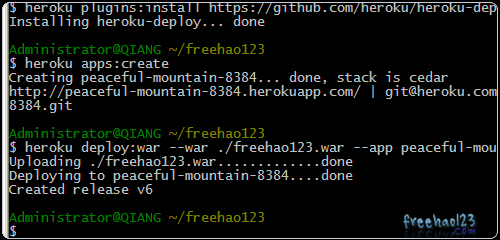 $ heroku plugins:install https://github.com/heroku/heroku-dep
Installing heroku-deploy... done
Administrator@QIANG ~/freehao123
$ heroku apps:create
Creating peaceful-mountain-8384... done, stack is cedar
http://peaceful-mountain-8384.herokuapp.com/ | git@heroku.com
8384.git
Administrator@QIANG ~/freehao123
$ heroku deploy:war --war ./freehao123.war --app peaceful-mou
Uploading ./freehao123.war.............done
Deploying to peaceful-mountain-8384....done
Created release v6
Administrator@QIANG ~/freehao123
$
freehao123
.com